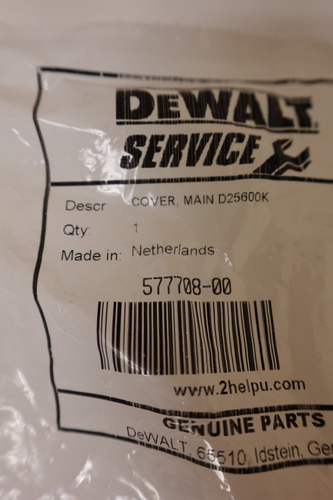 DEWALT
SERVICE
Descr COVER, MAIN D25600K
Qty: 1
Made in: Netherlands
577708-00
www.2helpu.com
GENUINE PARTS
DeWALT, 65510, Idstein, Ger